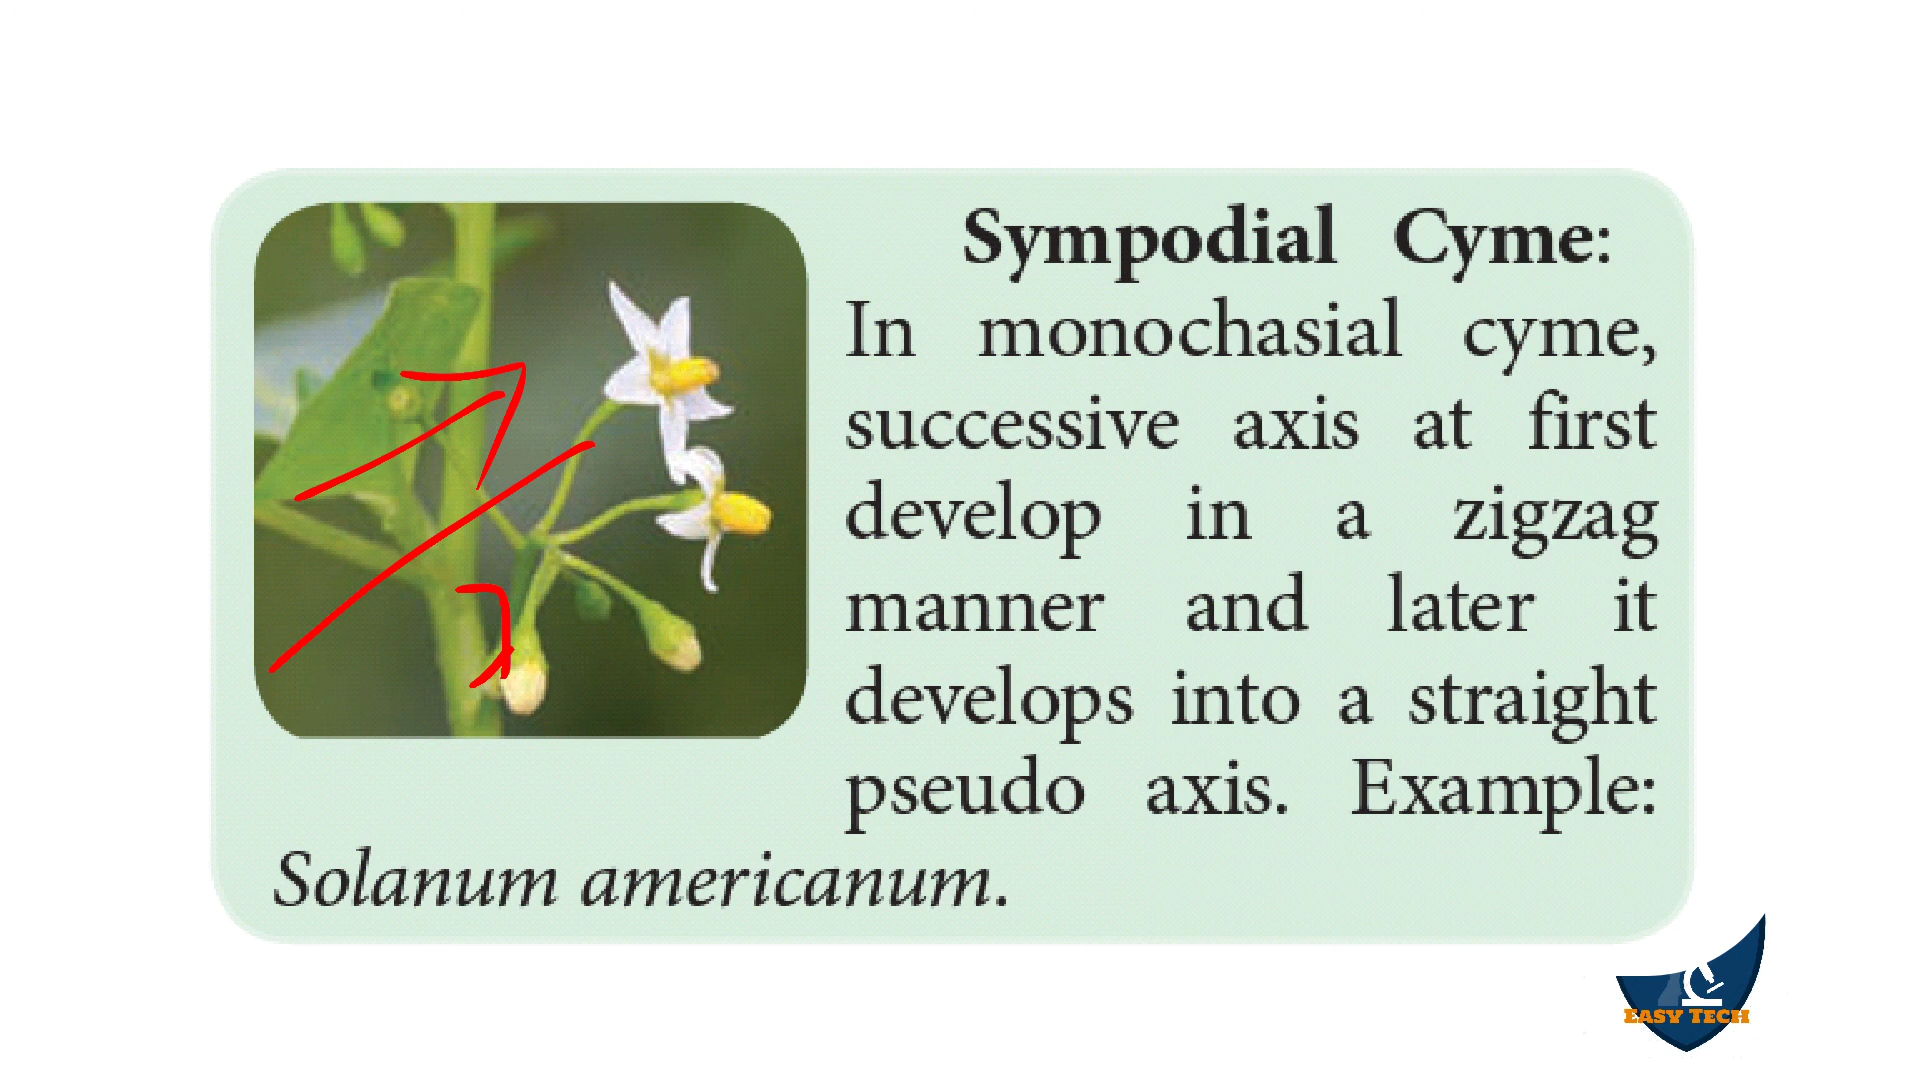 Sympodial Cyme:
In monochasial cyme,
successive axis at first
develop in a zigzag
manner and later it
develops into a straight
pseudo axis. Example:
Solanum americanum.
EASY TECH